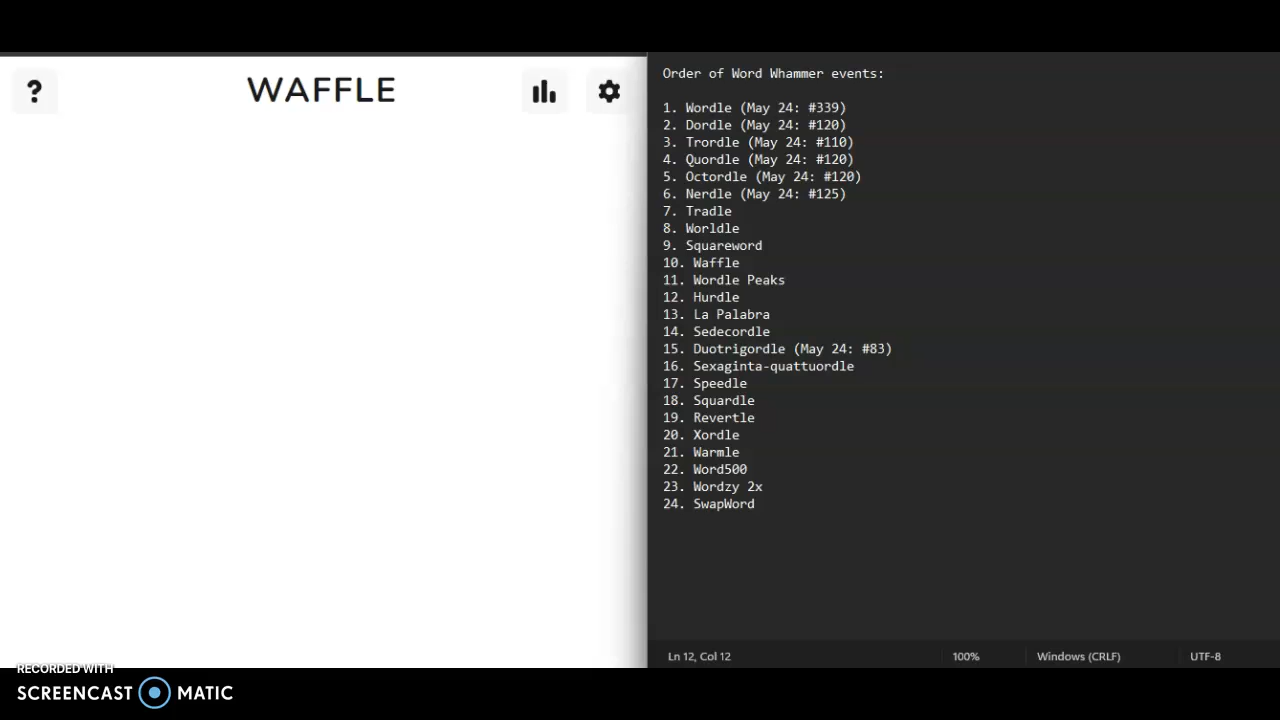 ?
WAFFLE
Order of Word Whammer events:
1. Wordle (May 24: #339)
2. Dordle (May 24: #120)
3. Trordle (May 24: #110)
4. Quordle (May 24: #120)
5. Octordle (May 24: #120)
6. Nerdle (May 24: #125)
7. Tradle
8. Worldle
9. Squareword
10. Waffle
11. Wordle Peaks
12. Hurdle
13. La Palabra
14. Sedecordle
15. Duotrigordle (May 24: #83)
16. Sexaginta-quattuordle
17. Speedle
18. Squardle
19. Revertle
20. Xordle
21. Warmle
22. Word500
23. Wordzy 2x
24. SwapWord
Ln 12, Col 12
100%
Windows (CRLF)
UTF-8
RECORDED WITH
SCREENCAST MATIC